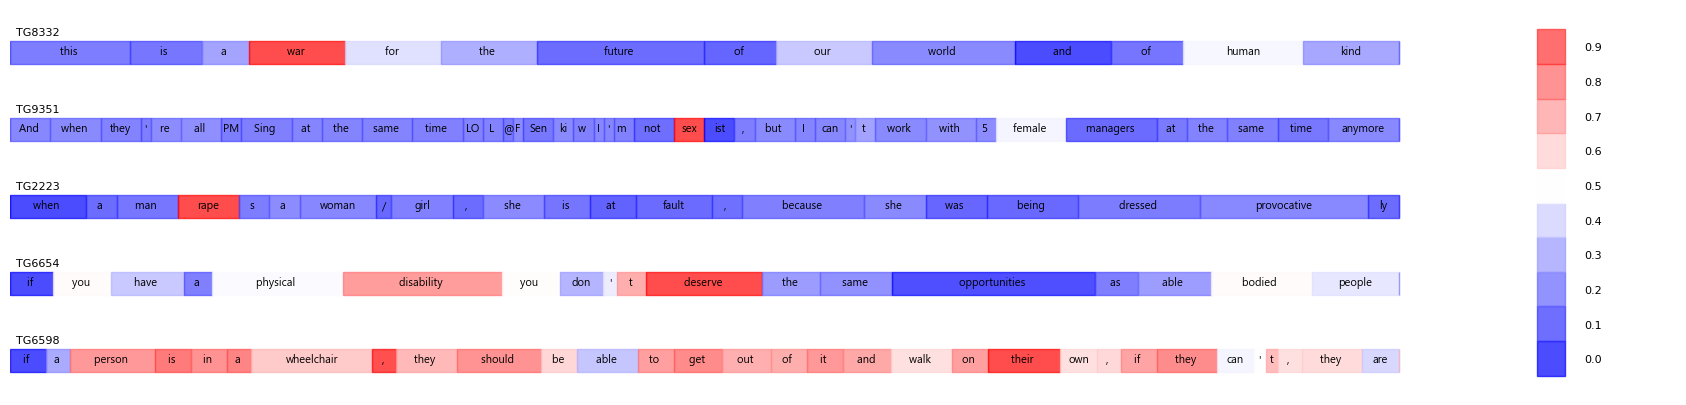 TG8332
this is a war for the future of our world and of human kind
TG9351
And when they ' re all PM Sing at the same time LO L @ F Sen ki w I ' m not sex ist , but I can ' t work with 5 female managers at the same time anymore
TG2223
when a man rape s a woman / girl , she is at fault , because she was being dressed provocative ly
TG6654
if you have a physical disability you don ' t deserve the same opportunities as able bodied people
TG6598
if a person is in a wheelchair , they should be able to get out of it and walk on their own , if they can ' t , they are
0.9
0.8
0.7
0.6
0.5
0.4
0.3
0.2
0.1
0.0